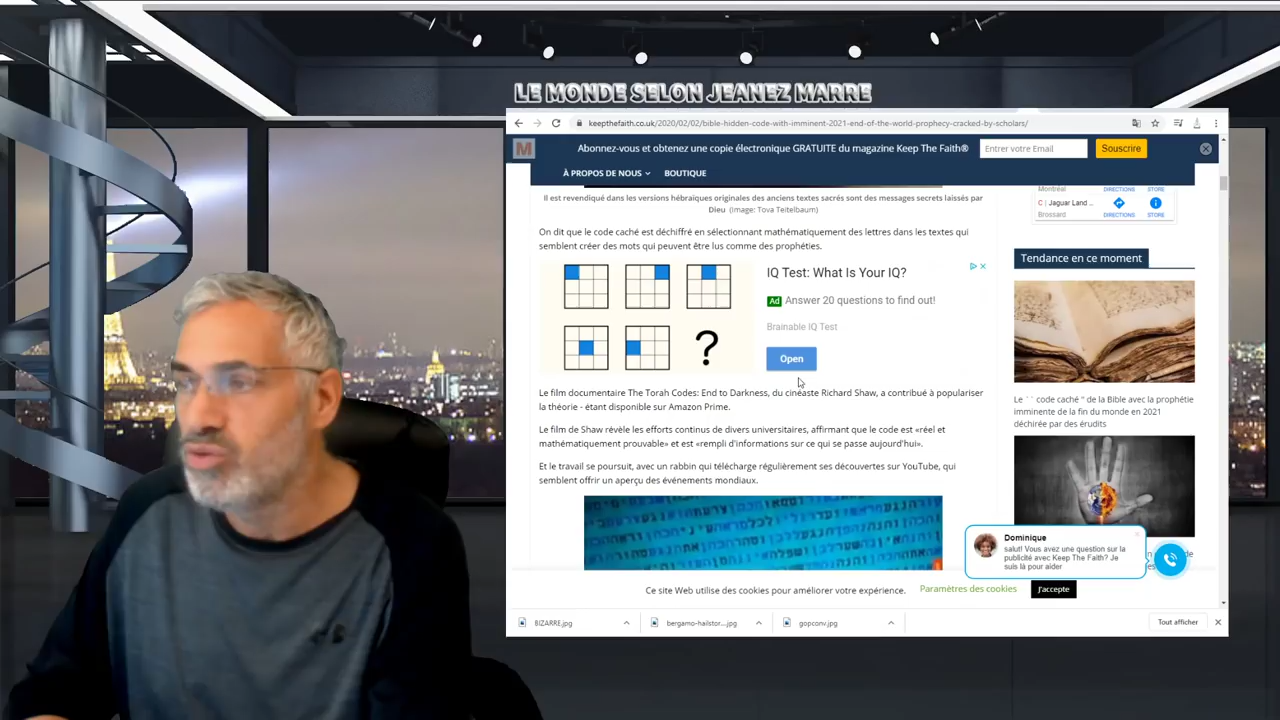 LE MONDE SELON JEANEZ MARRE
keepthefaith.co.uk/2020/02/02/bible-hidden-code-with-imminent-2021-end-of-the-world-prophecy-cracked-by-scholars/
M
Abonnez-vous et obtenez une copie électronique GRATUITE du magazine Keep The Faith®
Entrer votre Email
Souscrire
À PROPOS DE NOUS
BOUTIQUE
Il est revendiqué dans les versions hébraïques originales des anciens textes sacrés sont des messages secrets laissés par
Dieu (Image: Tova Teitelbaum)
On dit que le code caché est déchiffré en sélectionnant mathématiquement des lettres dans les textes qui
semblent créer des mots qui peuvent être lus comme des prophéties.
?
IQ Test: What Is Your IQ?
Ad Answer 20 questions to find out!
Brainable IQ Test
Open
Le film documentaire The Torah Codes: End to Darkness, du cinéaste Richard Shaw, a contribué à populariser
la théorie - étant disponible sur Amazon Prime.
Le film de Shaw révèle les efforts continus de divers universitaires, affirmant que le code est «réel et
mathématiquement prouvable» et est «rempli d'informations sur ce qui se passe aujourd'hui».
Et le travail se poursuit, avec un rabbin qui télécharge régulièrement ses découvertes sur YouTube, qui
semblent offrir un aperçu des événements mondiaux.
Montréal
DIRECTIONS
STORE
C | Jaguar Land ...
Brossard
DIRECTIONS
STORE
Tendance en ce moment
Le `` code caché '' de la Bible avec la prophétie
imminente de la fin du monde en 2021
déchirée par des érudits
Dominique
salut! Vous avez une question sur la
publicité avec Keep The Faith? Je
suis là pour aider
Ce site Web utilise des cookies pour améliorer votre expérience.
Paramètres des cookies
J'accepte
BIZARRE.jpg
bergamo-hailstor....jpg
gopconv.jpg
Tout afficher